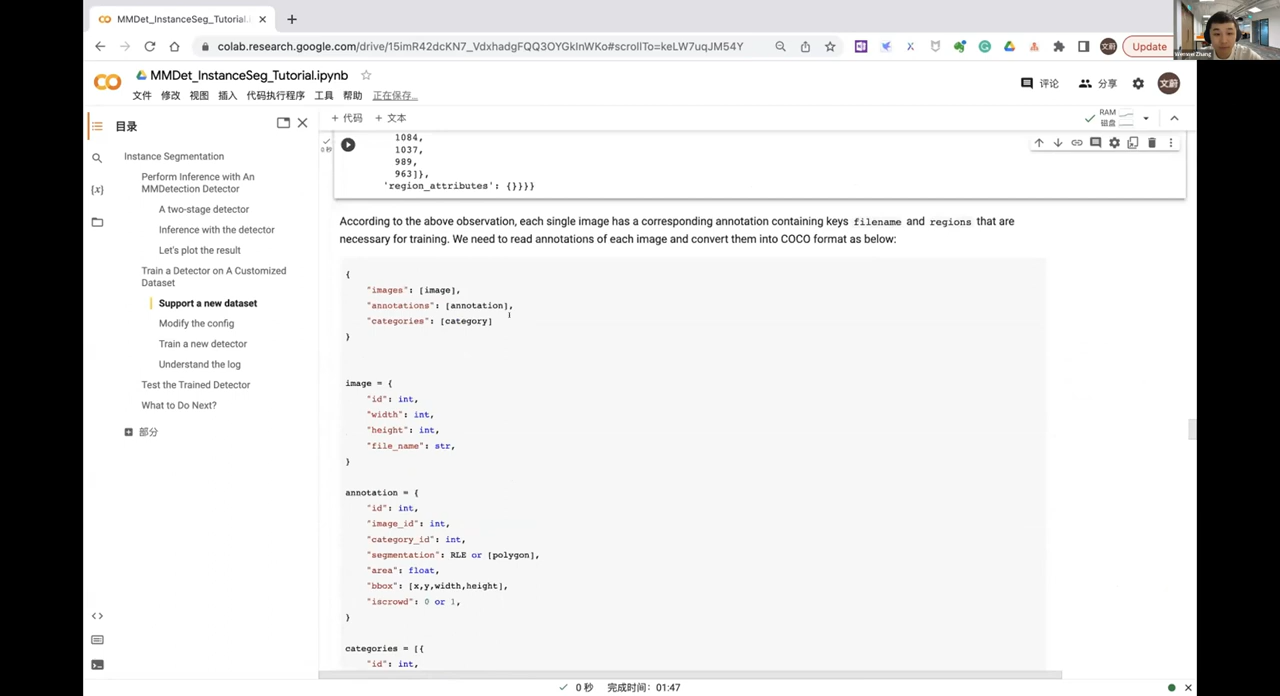 MMDet_InstanceSeg_Tutorial.
colab.research.google.com/drive/15imR42dcKN7_VdxhadgFQQ3OYGkInWKo#scrollTo=keLW7uqJM54Y
文蔚
Update
Wenwei Zhang
MMDet_InstanceSeg_Tutorial.ipynb
文件 修改 视图 插入 代码执行程序 工具 帮助 正在保存...
评论
分享
文蔚
目录
Instance Segmentation
Perform Inference with An
MMDetection Detector
A two-stage detector
Inference with the detector
Let's plot the result
Train a Detector on A Customized
Dataset
Support a new dataset
Modify the config
Train a new detector
Understand the log
Test the Trained Detector
What to Do Next?
部分
+ 代码 + 文本
RAM
磁盘
0 秒
1084,
1037,
989,
963]},
'region_attributes': {}}}}
According to the above observation, each single image has a corresponding annotation containing keys filename and regions that are
necessary for training. We need to read annotations of each image and convert them into COCO format as below:
{
"images": [image],
"annotations": [annotation],
"categories": [category]
}
image = {
"id": int,
"width": int,
"height": int,
"file_name": str,
}
annotation = {
"id": int,
"image_id": int,
"category_id": int,
"segmentation": RLE or [polygon],
"area": float,
"bbox": [x,y,width,height],
"iscrowd": 0 or 1,
}
categories = [{
"id": int,
0 秒 完成时间：01:47